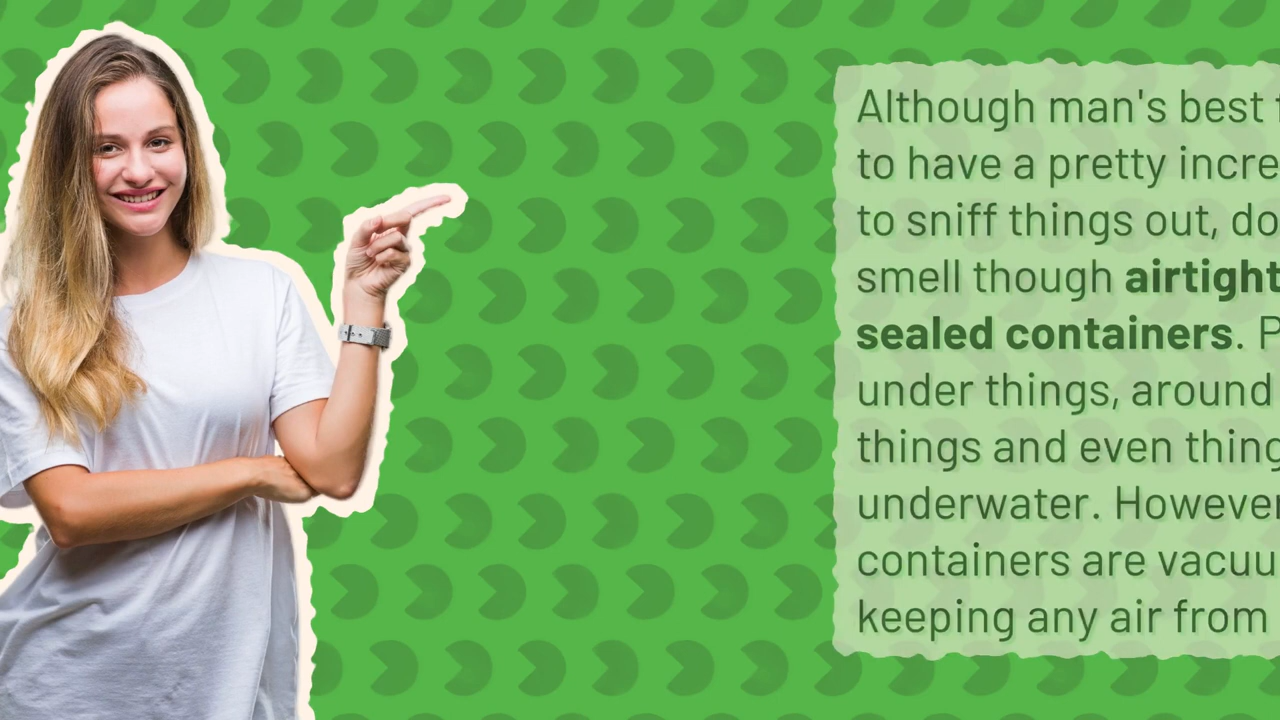 Although man's best f
to have a pretty incre
to sniff things out, do
smell though airtight
sealed containers. P
under things, around
things and even thing
underwater. However
containers are vacuu
keeping any air from